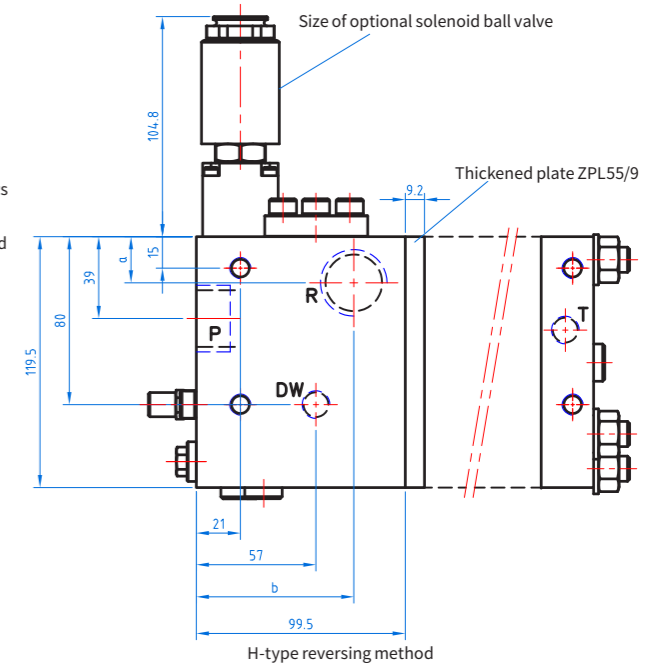 Size of optional solenoid ball valve
104.8
Thickened plate ZPL55/9
9.2
s
d
a
15
39
R
T
P
80
119.5
DW
21
57
b
99.5
H-type reversing method